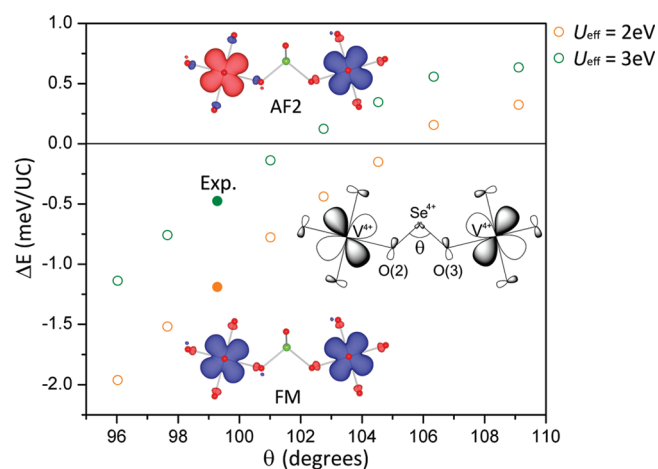 1.0
0.5
0.0
-0.5
-1.0
-1.5
-2.0
ΔE (meV/UC)
96 98 100 102 104 106 108 110
θ (degrees)
AF2
Exp.
FM
Se⁴⁺
V⁴⁺ V⁴⁺
θ
O(2) O(3)
U_eff = 2eV
U_eff = 3eV